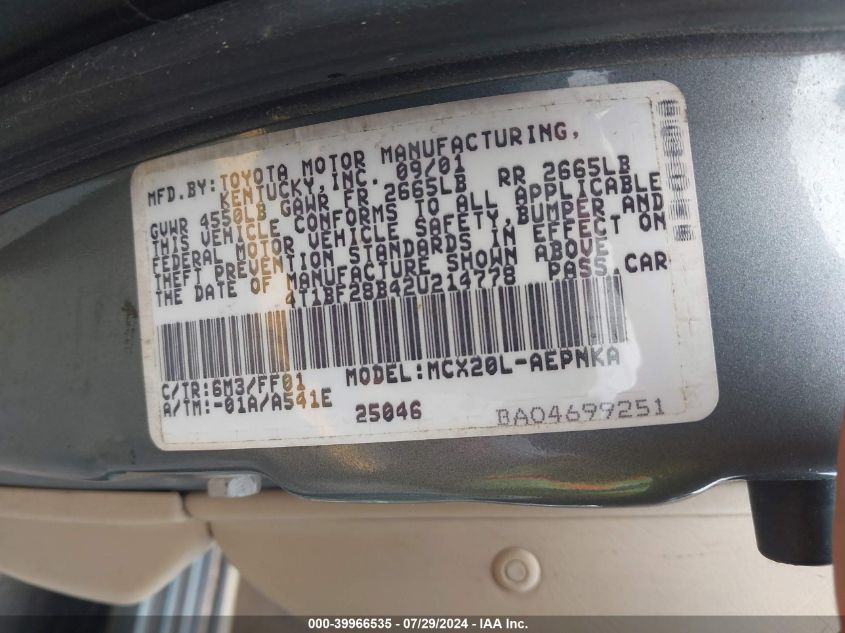 MFD.BY:TOYOTA MOTOR MANUFACTURING,
KENTUCKY,INC. 09/01
GVWR 4550LB GAWR FR 2665LB RR 2665LB
THIS VEHICLE CONFORMS TO ALL APPLICABLE
FEDERAL MOTOR VEHICLE SAFETY,BUMPER AND
THEFT PREVENTION STANDARDS IN EFFECT ON
THE DATE OF MANUFACTURE SHOWN ABOVE.
4T1BF28B42U214778 PASS.CAR
C/TR:6M3/FF01 MODEL:MCX20L-AEPNKA
A/TM:-01A/A541E 25046 BA04699251
000-39966535 - 07/29/2024 - IAA Inc.